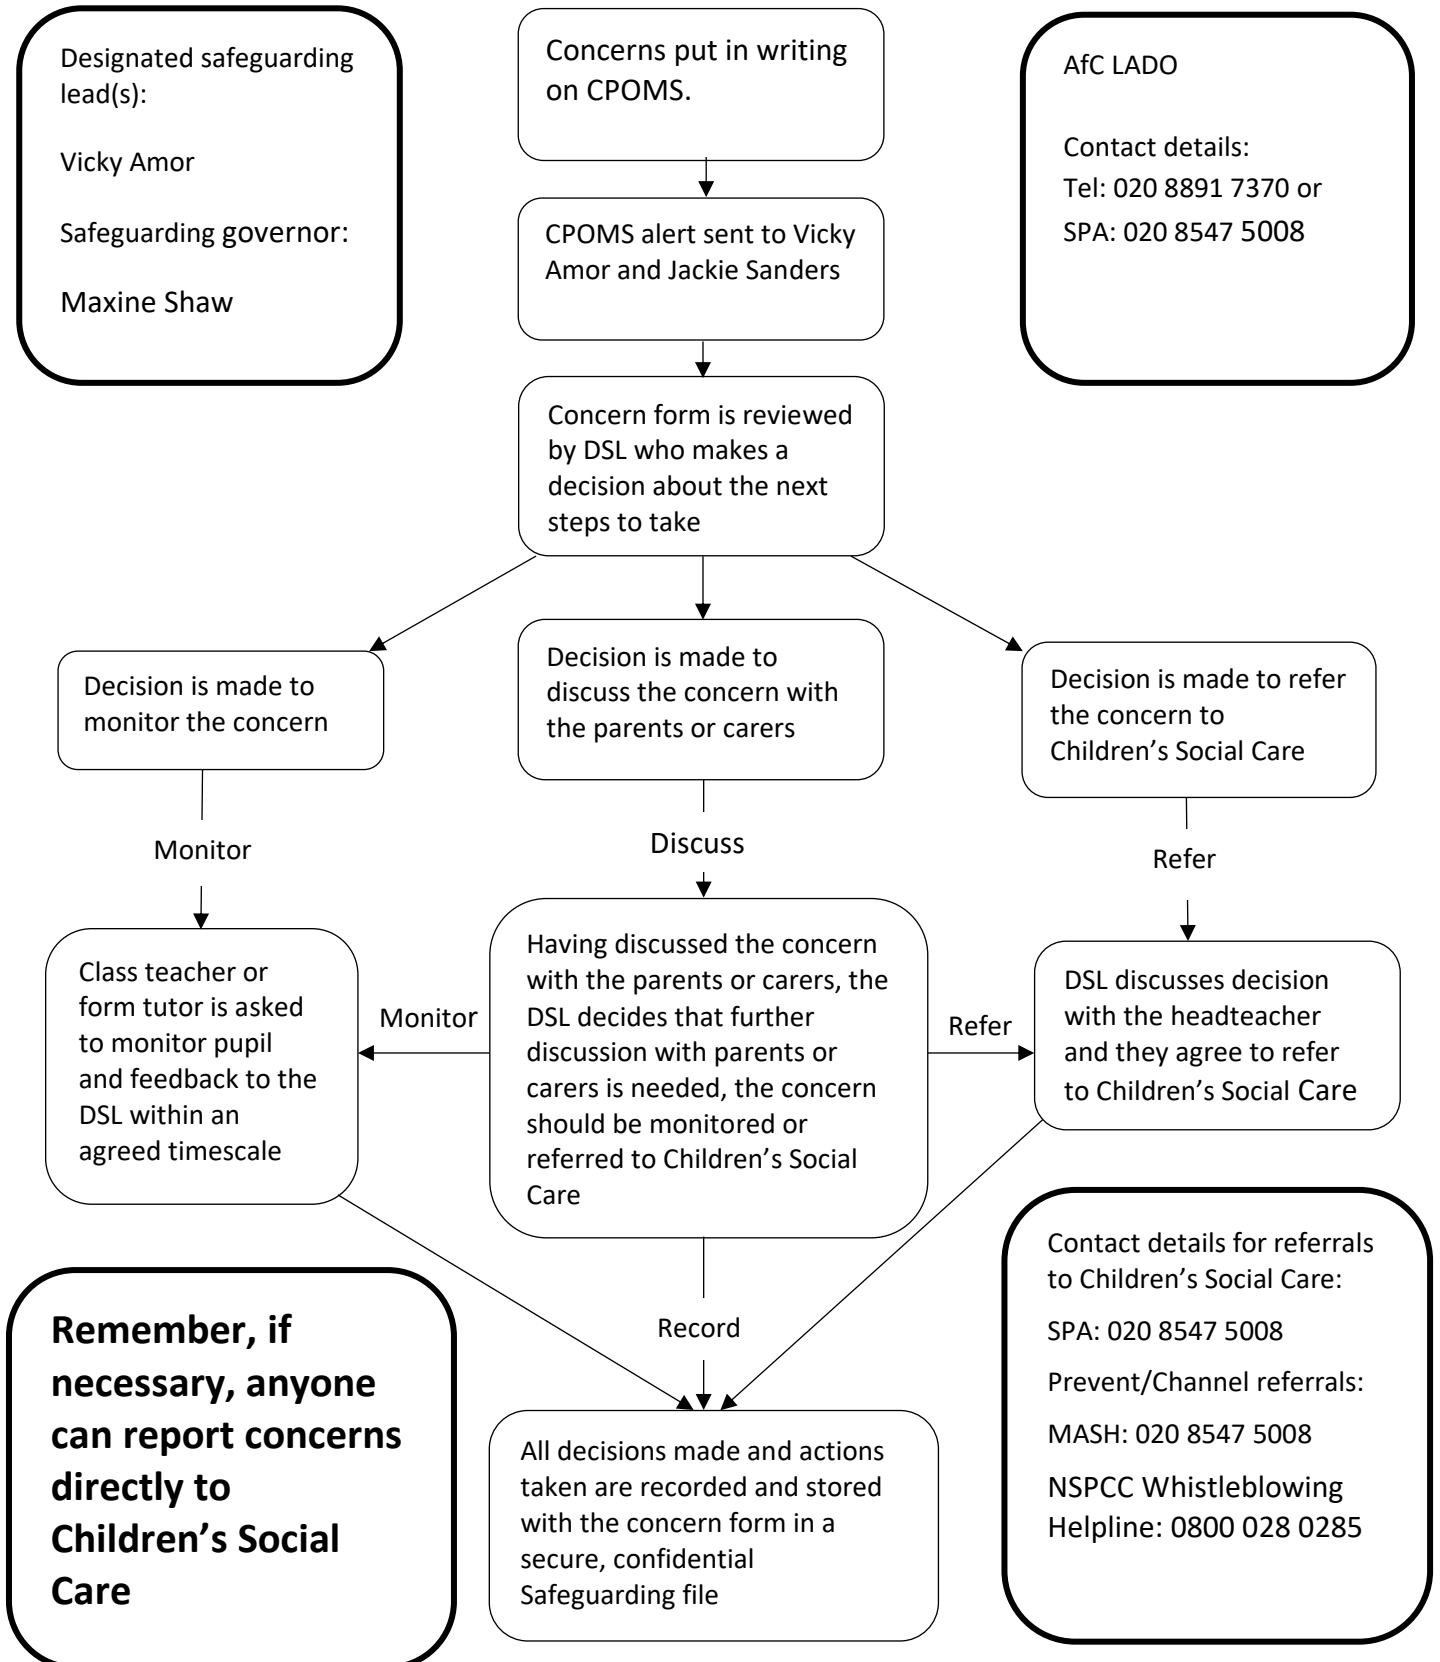 Designated safeguarding
lead(s):
Vicky Amor
Safeguarding governor:
Maxine Shaw
Concerns put in writing
on CPOMS.
AfC LADO
Contact details:
Tel: 020 8891 7370 or
SPA: 020 8547 5008
CPOMS alert sent to Vicky
Amor and Jackie Sanders
Concern form is reviewed
by DSL who makes a
decision about the next
steps to take
Decision is made to
monitor the concern
Decision is made to
discuss the concern with
the parents or carers
Decision is made to refer
the concern to
Children’s Social Care
Monitor
Discuss
Refer
Class teacher or
form tutor is asked
to monitor pupil
and feedback to the
DSL within an
agreed timescale
Monitor
Having discussed the concern
with the parents or carers, the
DSL decides that further
discussion with parents or
carers is needed, the concern
should be monitored or
referred to Children’s Social
Care
Refer
DSL discusses decision
with the headteacher
and they agree to refer
to Children’s Social Care
Remember, if
necessary, anyone
can report concerns
directly to
Children’s Social
Care
Record
All decisions made and actions
taken are recorded and stored
with the concern form in a
secure, confidential
Safeguarding file
Contact details for referrals
to Children’s Social Care:
SPA: 020 8547 5008
Prevent/Channel referrals:
MASH: 020 8547 5008
NSPCC Whistleblowing
Helpline: 0800 028 0285